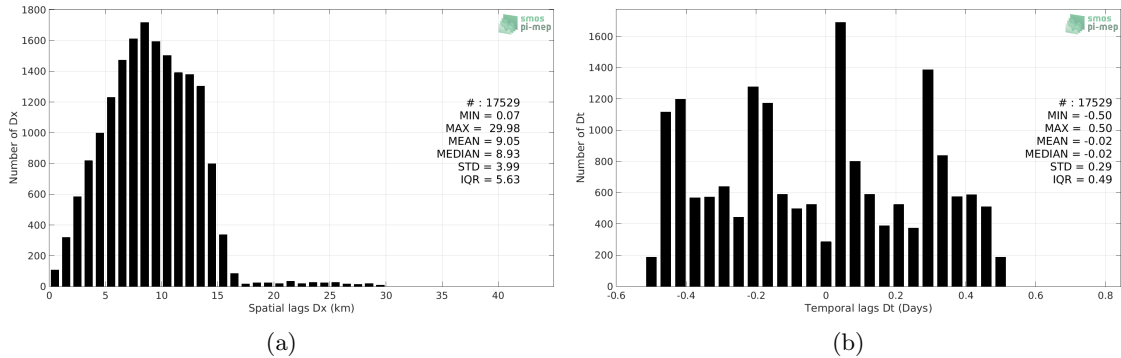 1800
1600
1400
1200
1000
800
600
400
200
0
0 5 10 15 20 25 30 35 40
Number of Dx
Spatial lags Dx (km)
smos
pi-mep
# : 17529
MIN = 0.07
MAX = 29.98
MEAN = 9.05
MEDIAN = 8.93
STD = 3.99
IQR = 5.63
(a)
1600
1400
1200
1000
800
600
400
200
0
-0.6 -0.4 -0.2 0 0.2 0.4 0.6 0.8
Number of Dt
Temporal lags Dt (Days)
smos
pi-mep
# : 17529
MIN = -0.50
MAX = 0.50
MEAN = -0.02
MEDIAN = -0.02
STD = 0.29
IQR = 0.49
(b)